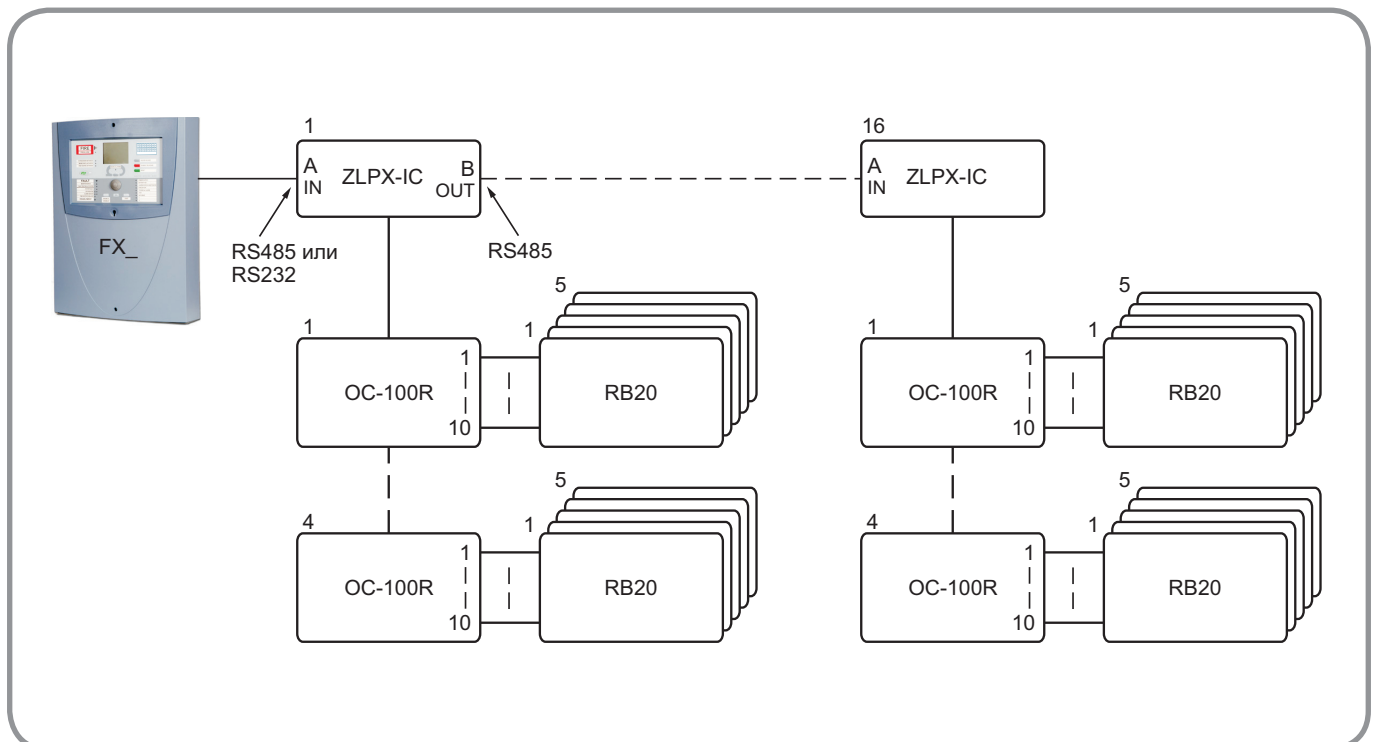 1
16
A
IN
ZLPX-IC
B
OUT
A
IN
ZLPX-IC
FX_
RS485 или
RS232
RS485
1
OC-100R
1
10
1
5
RB20
1
OC-100R
1
10
1
5
RB20
4
OC-100R
1
10
1
5
RB20
4
OC-100R
1
10
1
5
RB20